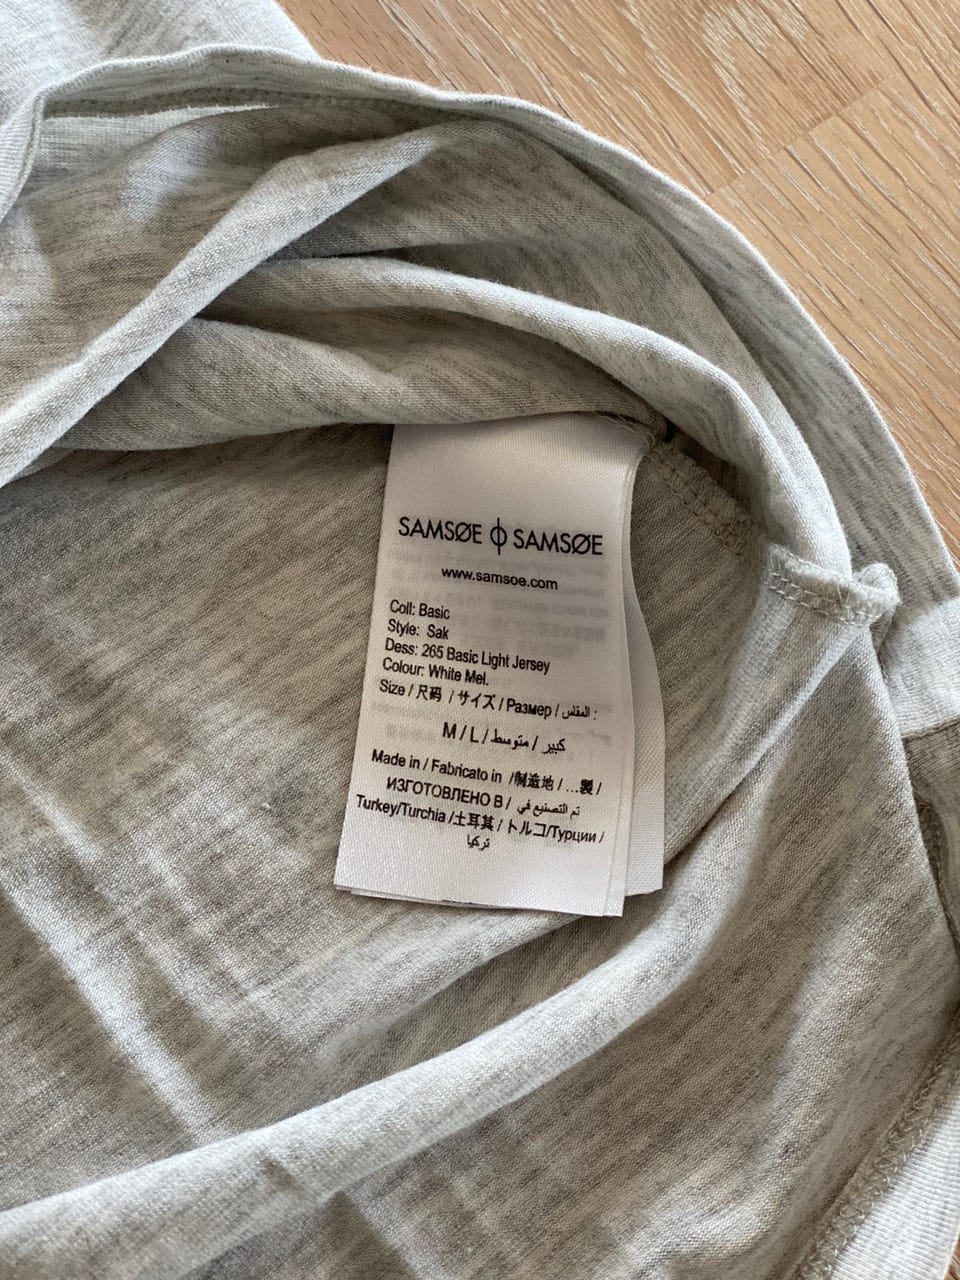 SAMSØE ϕ SAMSØE
www.samsoe.com
Coll: Basic
Style: Sak
Dess: 265 Basic Light Jersey
Colour: White Mel.
Size / 尺码 / サイズ / Размер / المقلس :
M / L / كبير / متوسط
Made in / Fabricato in /制造地 / ...製 /
ИЗГОТОВЛЕНО В / تم التصنيع في
Turkey/Turchia /土耳其 / トルコ/Турции /
تركيا